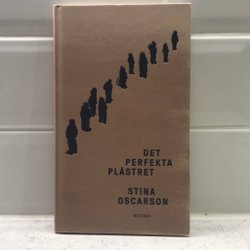 DET
PERFEKTA
PLÅSTRET
STINA
OSCARSON